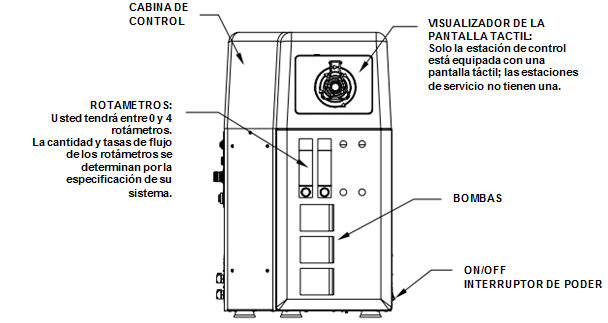 CABINA DE
CONTROL
VISUALIZADOR DE LA
PANTALLA TACTIL:
Solo la estación de control
está equipada con una
pantalla táctil; las estaciones
de servicio no tienen una.
ROTAMETROS:
Usted tendrá entre 0 y 4
rotámetros.
La cantidad y tasas de flujo
de los rotámetros se
determinan por la
especificación de su
sistema.
BOMBAS
ON/OFF
INTERRUPTOR DE PODER